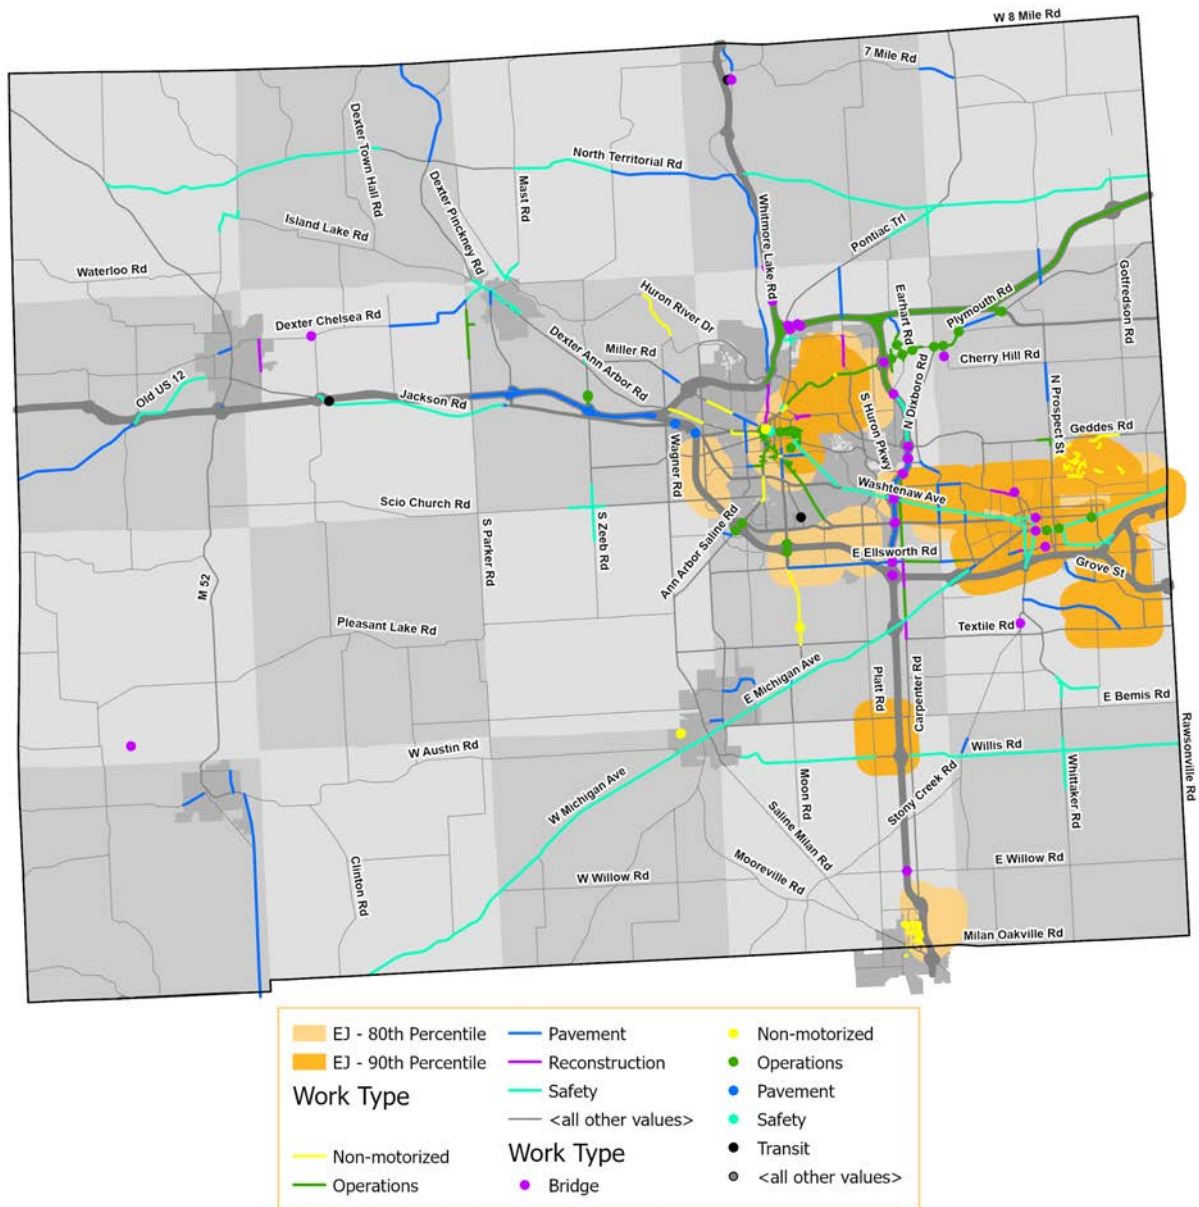 W 8 Mile Rd
7 Mile Rd
Dexter Town Hall Rd
North Territorial Rd
Mast Rd
Dexter Pinckney Rd
Island Lake Rd
Whitmore Lake Rd
Pontiac Trl
Waterloo Rd
Gotfredson Rd
Huron River Dr
Earhart Rd
Plymouth Rd
Dexter Chelsea Rd
Miller Rd
Cherry Hill Rd
Dexter Ann Arbor Rd
N Dixboro Rd
Old US 12
Jackson Rd
S Huron Pkwy
N Prospect St
Geddes Rd
Wagner Rd
Washtenaw Ave
Scio Church Rd
S Zeeb Rd
S Parker Rd
Ann Arbor Saline Rd
E Ellsworth Rd
M 52
Grove St
Pleasant Lake Rd
Textile Rd
E Michigan Ave
Platt Rd
Carpenter Rd
E Bemis Rd
W Austin Rd
Willis Rd
Rawsonville Rd
W Michigan Ave
Moon Rd
Stony Creek Rd
Whittaker Rd
Saline Milan Rd
Mooreville Rd
E Willow Rd
W Willow Rd
Clinton Rd
Milan Oakville Rd
EJ - 80th Percentile
EJ - 90th Percentile
Work Type
Non-motorized
Operations
Pavement
Reconstruction
Safety
<all other values>
Work Type
Bridge
Non-motorized
Operations
Pavement
Safety
Transit
<all other values>